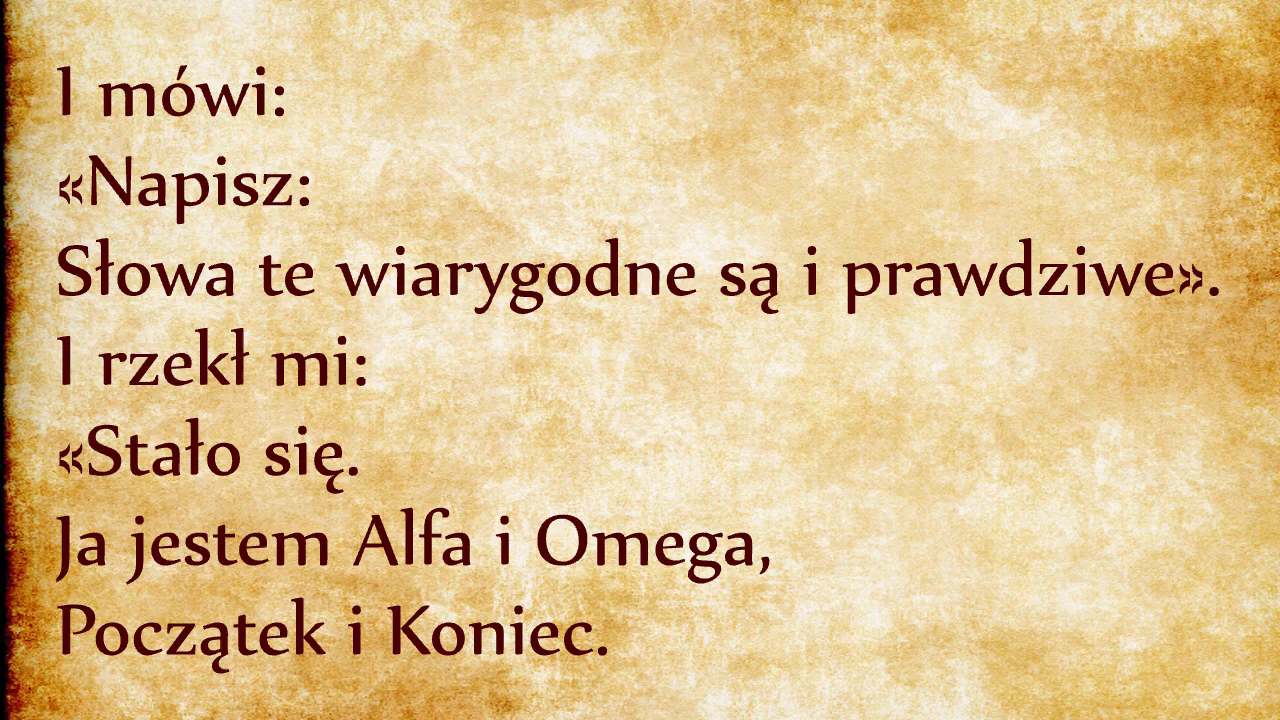 I mówi:
«Napisz:
Słowa te wiarygodne są i prawdziwe».
I rzekł mi:
«Stało się.
Ja jestem Alfa i Omega,
Początek i Koniec.